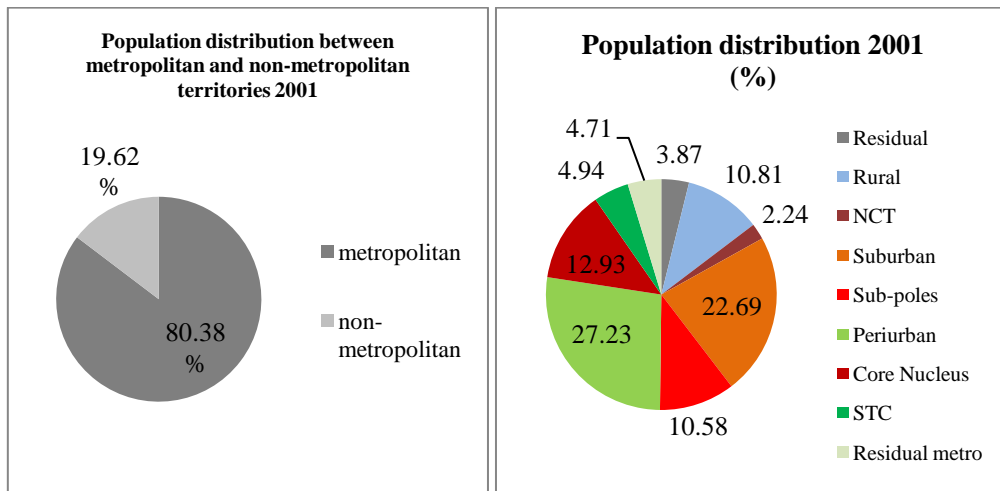 Population distribution between
metropolitan and non-metropolitan
territories 2001
19.62
%
80.38
%
metropolitan
non-
metropolitan
Population distribution 2001
(%)
4.71
3.87
4.94
10.81
2.24
12.93
22.69
27.23
10.58
Residual
Rural
NCT
Suburban
Sub-poles
Periurban
Core Nucleus
STC
Residual metro